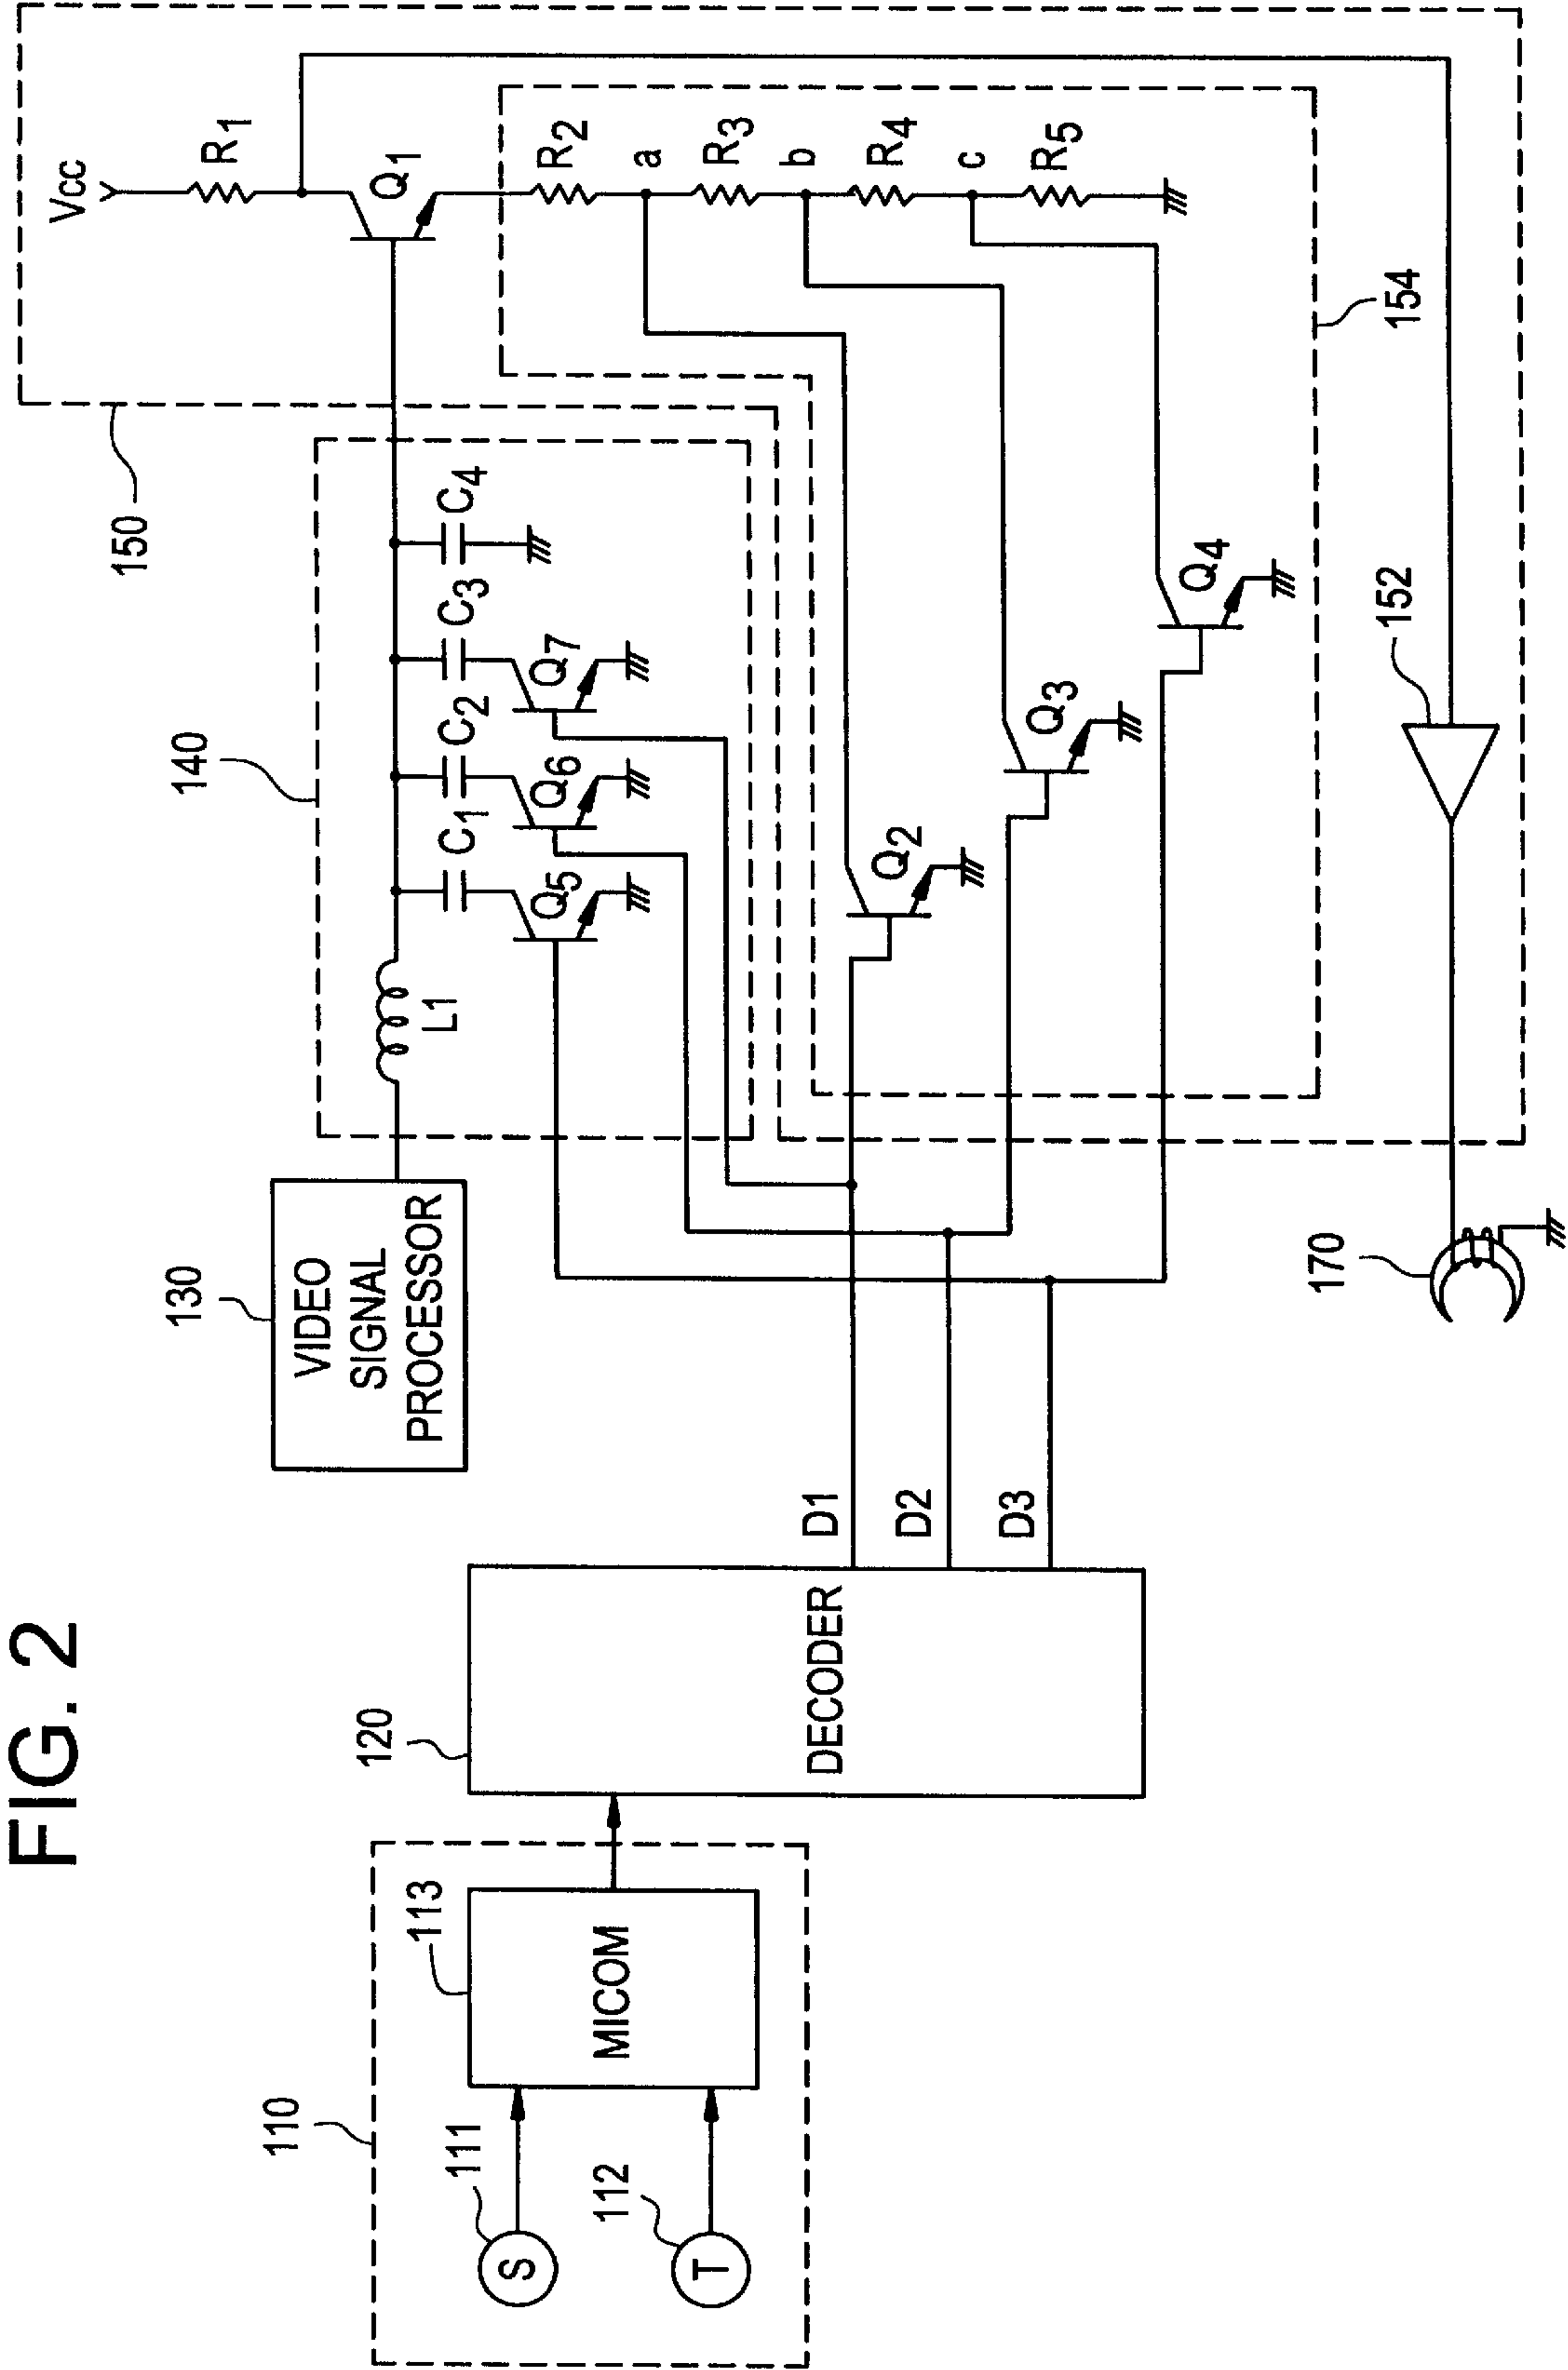 FIG. 2
110
S
111
T
112
MICOM
113
DECODER
120
D1
D2
D3
VIDEO
SIGNAL
PROCESSOR
130
140
L1
C1
C2
C3
C4
Q5
Q6
Q7
150
Vcc
R1
Q1
R2
a
R3
b
R4
c
R5
Q2
Q3
Q4
154
152
170